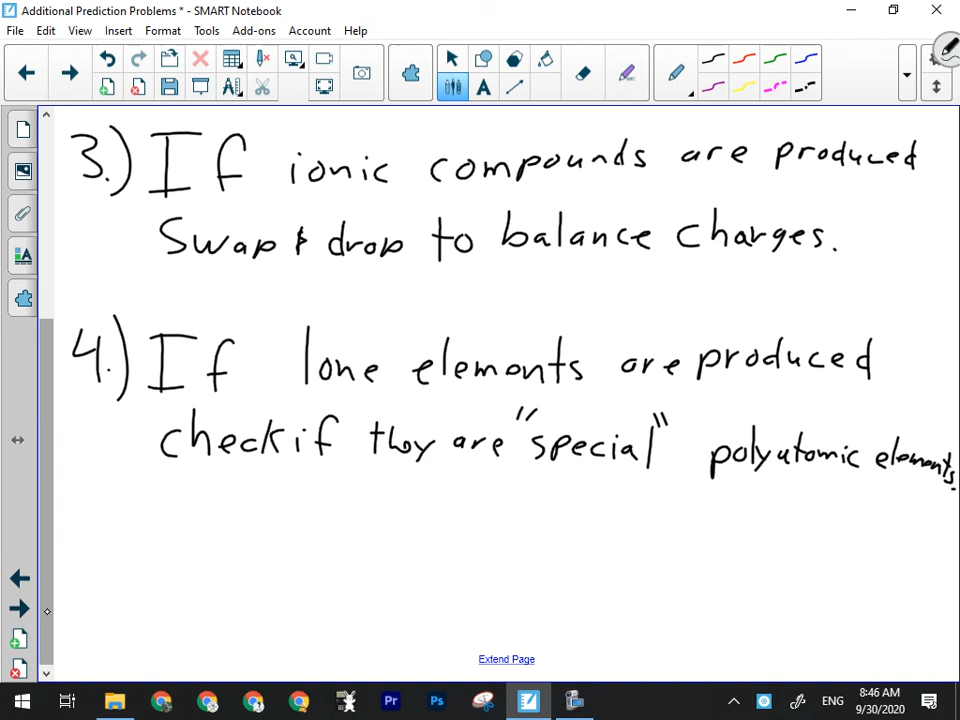 Additional Prediction Problems * - SMART Notebook
File Edit View Insert Format Tools Add-ons Account Help
3.) If ionic compounds are produced
Swap & drop to balance charges.
4.) If lone elements are produced
check if they are "special" polyatomic elements.
Extend Page
ENG
8:46 AM
9/30/2020